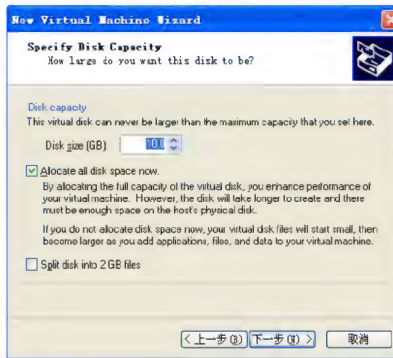 New Virtual Machine Wizard
Specify Disk Capacity
How large do you want this disk to be?
Disk capacity
This virtual disk can never be larger than the maximum capacity that you set here.
Disk size (GB) 10.0
Allocate all disk space now.
By allocating the full capacity of the virtual disk, you enhance performance of
your virtual machine. However, the disk will take longer to create and there
must be enough space on the host's physical disk.
If you do not allocate disk space now, your virtual disk files will start small, then
become larger as you add applications, files, and data to your virtual machine.
Split disk into 2 GB files
< 上一步(B) 下一步(N) > 取消